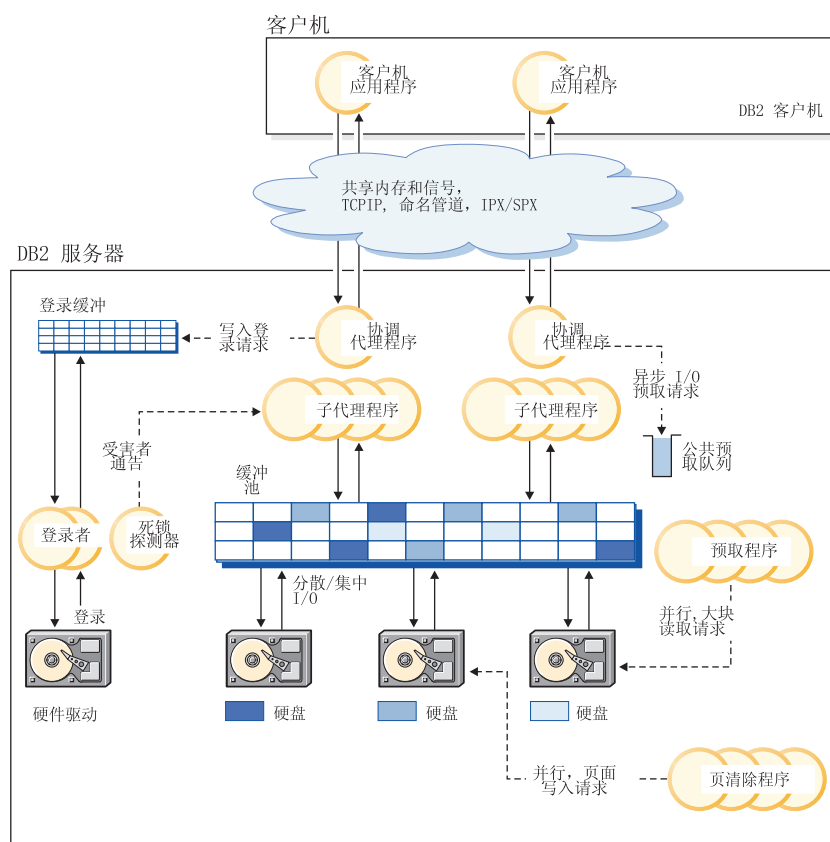 客户机
客户机
应用程序
客户机
应用程序
DB2 客户机
共享内存和信号,
TCPIP, 命名管道, IPX/SPX
DB2 服务器
登录缓冲
写入登
录请求
协调
代理程序
协调
代理程序
异步 I/O
预取请求
子代理程序
子代理程序
受害者
通告
公共预
取队列
缓冲
池
登录者
死锁
探测器
预取程序
分散/集中
I/O
并行,大块
读取请求
登录
硬件驱动
硬盘
硬盘
硬盘
并行, 页面
写入请求
页清除程序